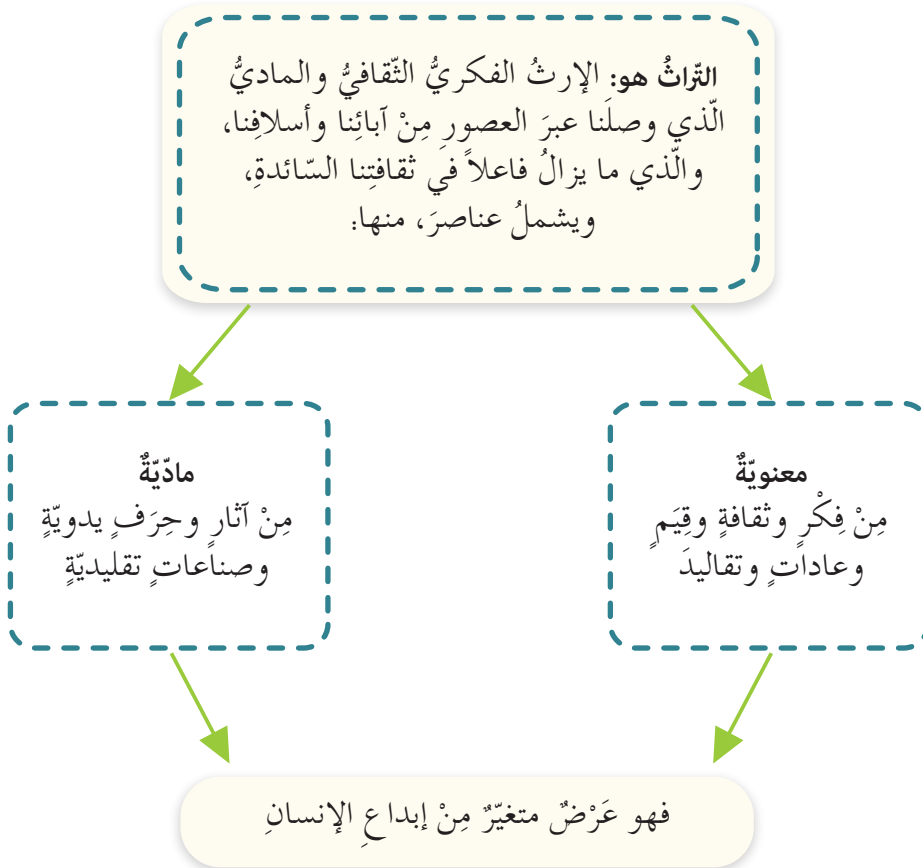 التّراثُ هو: الإرثُ الفكريُّ الثّقافيُّ والماديُّ
الّذي وصلَنا عبرَ العصورِ مِنْ آبائِنا وأسلافِنا،
والّذي ما يزالُ فاعلاً في ثقافتِنا السّائدةِ،
ويشملُ عناصرَ، منها:
معنويّةٌ
مِنْ فِكْرٍ وثقافةٍ وقِيَمٍ
وعاداتٍ وتقاليدَ
مادّيّةٌ
مِنْ آثارٍ وحِرَفٍ يدويّةٍ
وصناعاتٍ تقليديّةٍ
فهو عَرْضٌ متغيّرٌ مِنْ إبداعِ الإنسانِ